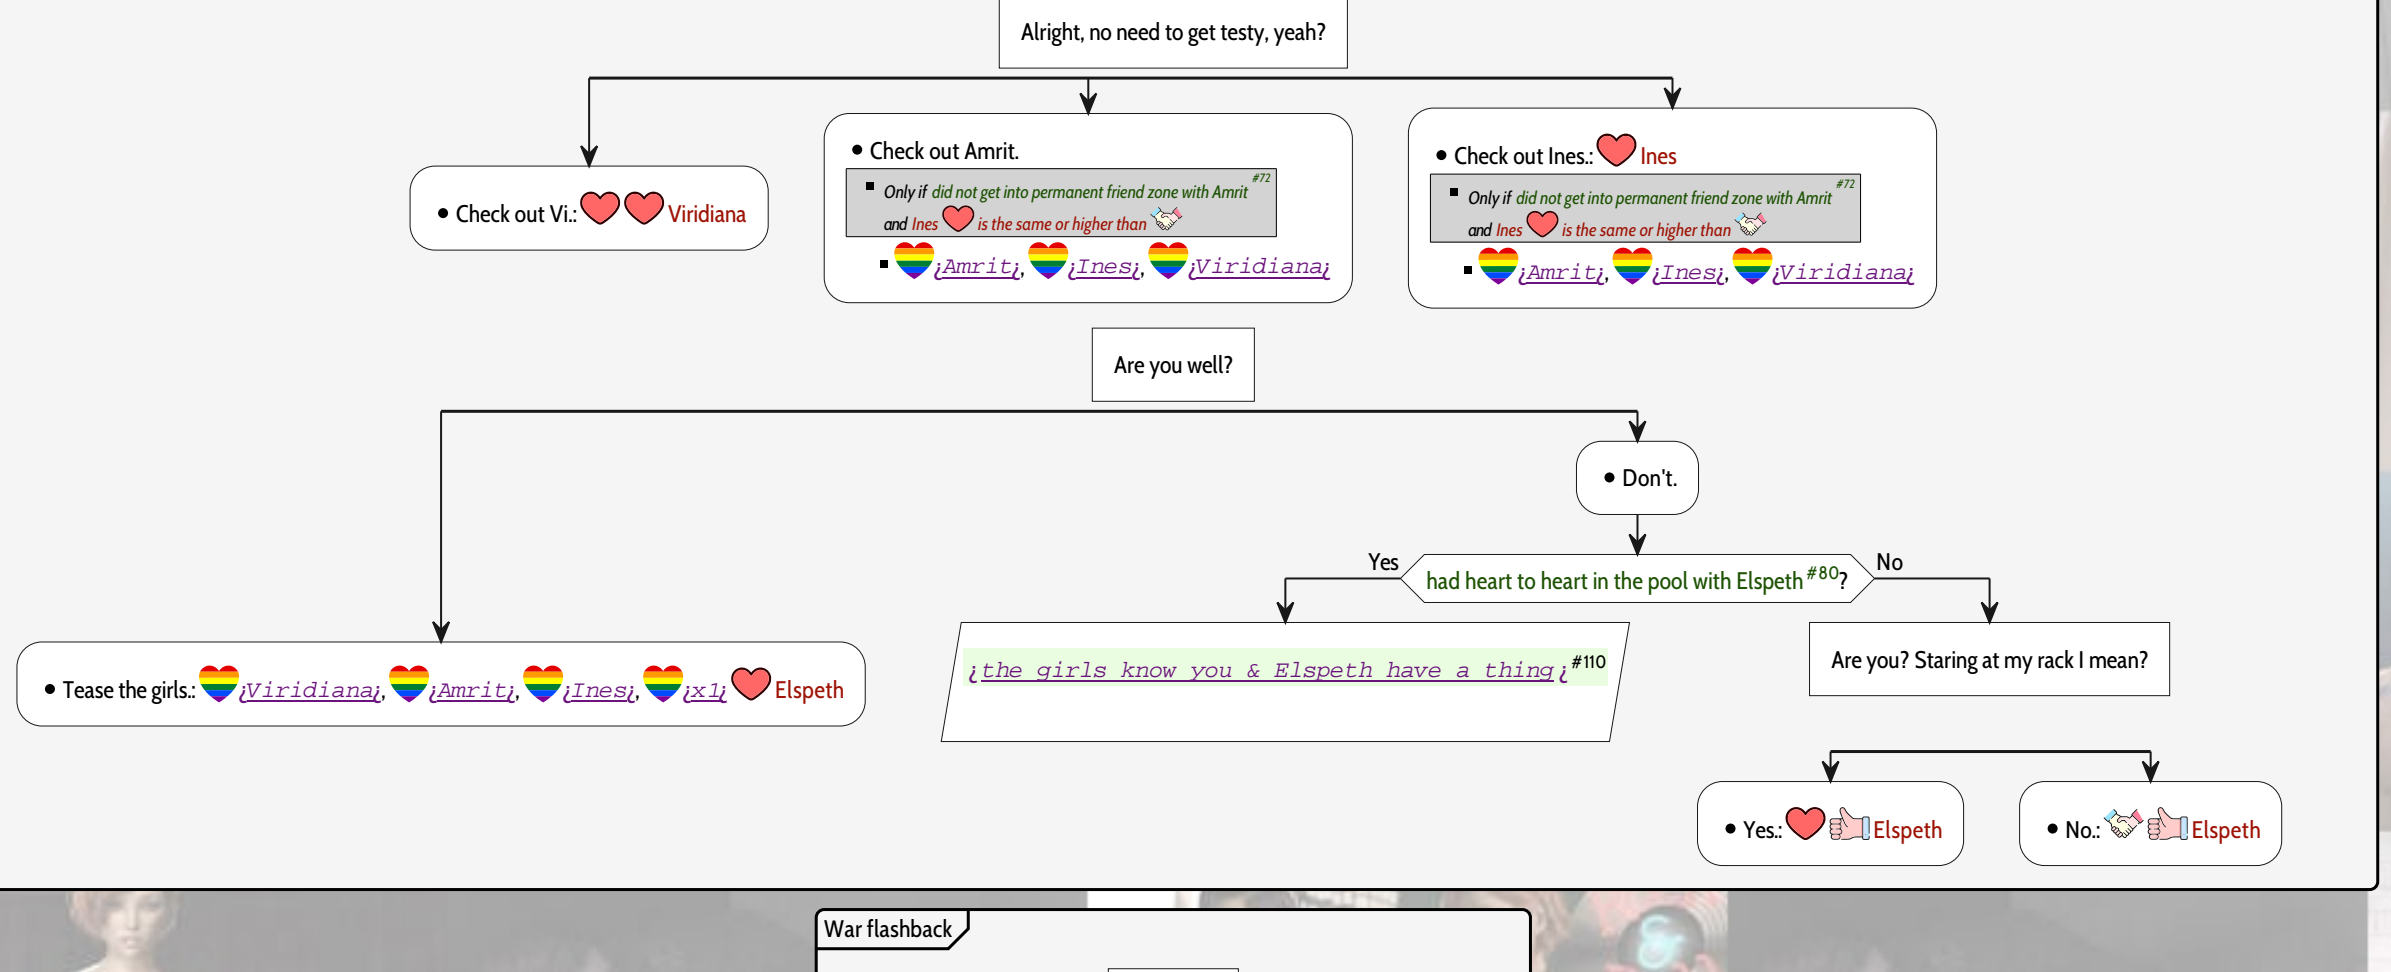 Alright, no need to get testy, yeah?
• Check out Vi.: Viridiana
• Check out Amrit.
▪ Only if did not get into permanent friend zone with Amrit #72
and Ines is the same or higher than
▪ ¿Amrit¿, ¿Ines¿, ¿Viridiana¿
• Check out Ines.: Ines
▪ Only if did not get into permanent friend zone with Amrit #72
and Ines is the same or higher than
▪ ¿Amrit¿, ¿Ines¿, ¿Viridiana¿
Are you well?
• Don't.
Yes
had heart to heart in the pool with Elspeth #80?
No
• Tease the girls.: ¿Viridiana¿, ¿Amrit¿, ¿Ines¿, ¿x1¿ Elspeth
¿the girls know you & Elspeth have a thing¿ #110
Are you? Staring at my rack I mean?
• Yes.: Elspeth
• No.: Elspeth
War flashback